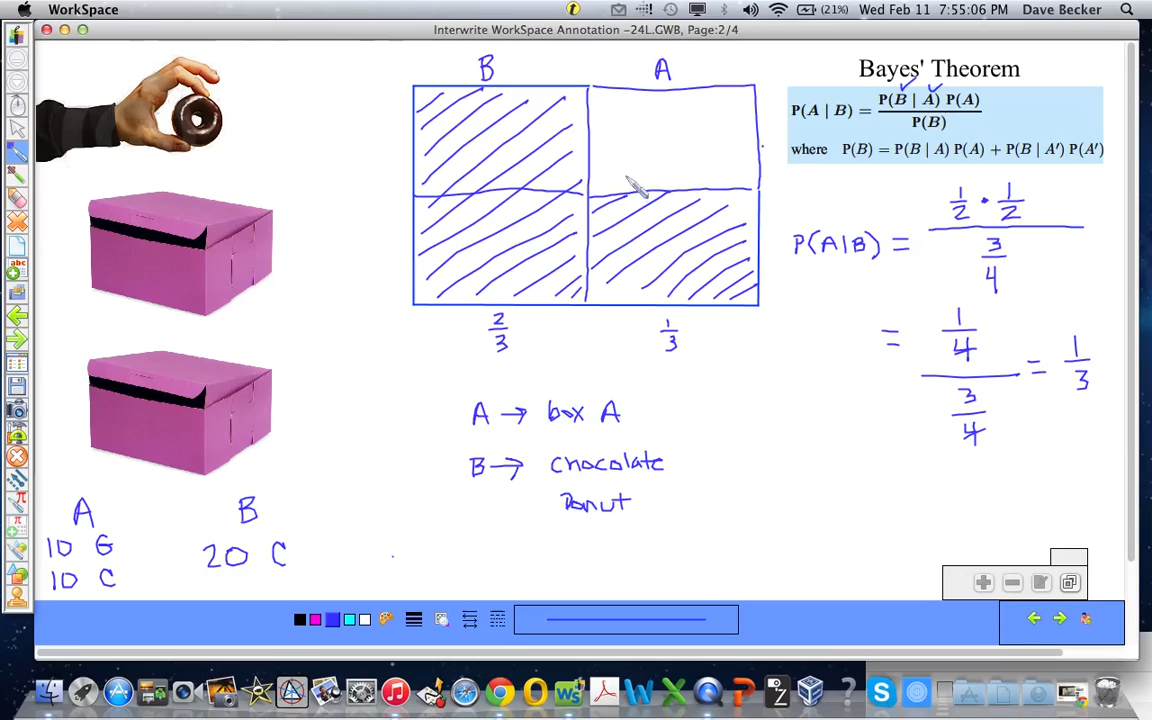 WorkSpace
(21%) Wed Feb 11 7:55:06 PM Dave Becker
Interwrite WorkSpace Annotation -24L.GWB, Page:2/4
B A
Bayes' Theorem
P(A | B) = P(B | A) P(A) / P(B)
where P(B) = P(B | A) P(A) + P(B | A′) P(A′)
P(A|B) = 1/2 · 1/2 / 3/4
= 1/4 / 3/4 = 1/3
2/3 1/3
A → box A
B → chocolate
Donut
A B
10 G 20 C
10 C
abc